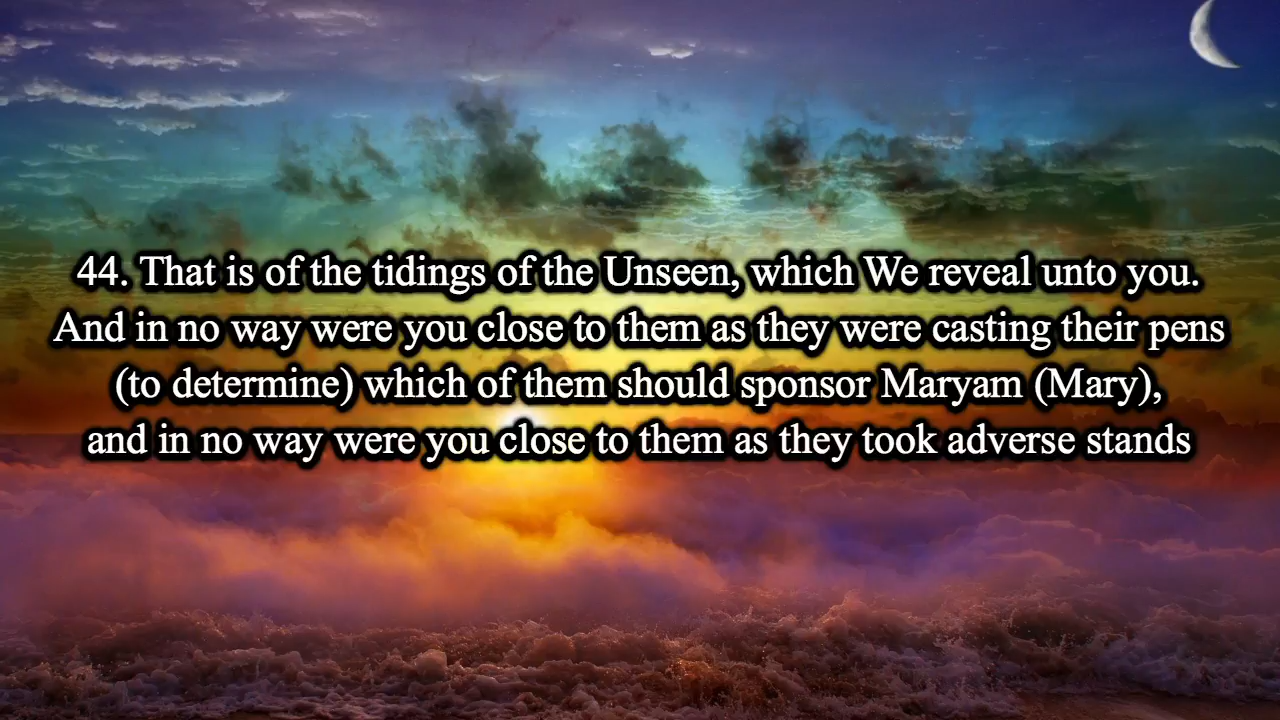 44. That is of the tidings of the Unseen, which We reveal unto you.
And in no way were you close to them as they were casting their pens
(to determine) which of them should sponsor Maryam (Mary),
and in no way were you close to them as they took adverse stands